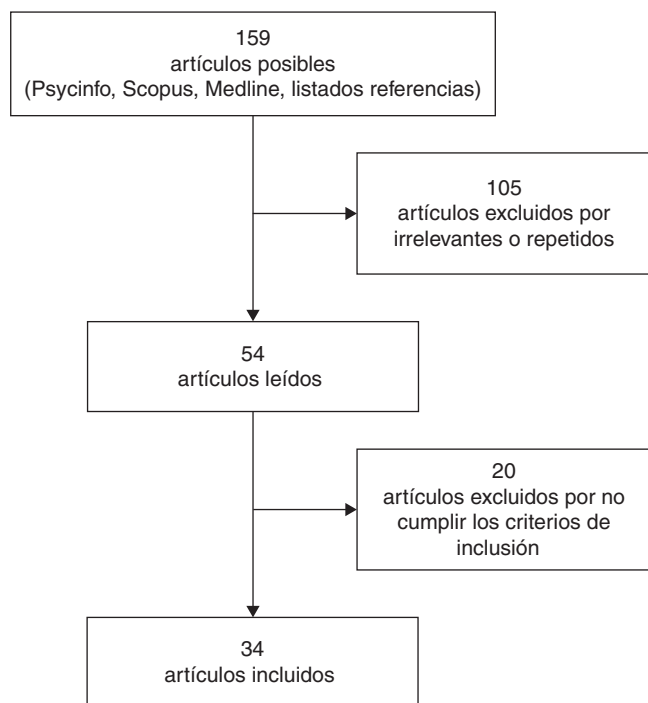 159
artículos posibles
(Psycinfo, Scopus, Medline, listados referencias)
105
artículos excluidos por
irrelevantes o repetidos
54
artículos leídos
20
artículos excluidos por no
cumplir los criterios de
inclusión
34
artículos incluidos